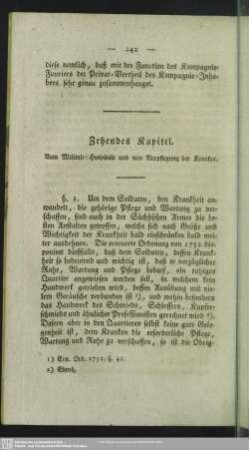 — 242 —
diese nemlich, daß mit der Function des Kompagnie-
Fouriers der Privat-Vortheil des Kompagnie-Inha-
bers sehr genau zusammenhanget.
Zehendes Kapitel.
Vom Militair-Hospitale und von Verpflegung der Kranken.
§. 1. Um dem Soldaten, den Krankheit an-
wandelt, die gehörige Pflege und Wartung zu ver-
schaffen, sind auch in der Sächsischen Armee die be-
sten Anstalten getroffen, welche sich nach Größe und
Wichtigkeit der Krankheit bald einschränken bald wei-
ter ausdehnen. Die erneuerte Ordonanz von 1752 dis-
ponirt diesfalls, daß dem Soldaten, dessen Krank-
heit so bedeutend und wichtig ist, daß er vorzüglicher
Ruhe, Wartung und Pflege bedarf, ein ruhiges
Quartier angewiesen werden soll, in welchem kein
Handwerk getrieben wird, dessen Ausübung mit vie-
lem Geräusche verbunden ist 1), und wohin besonders
das Handwerk des Schmieds, Schlossers, Kupfer-
schmieds und ähnlicher Professionisten gerechnet wird 2).
Dafern aber in den Quartieren selbst keine gute Gele-
genheit ist, dem Kranken die erforderliche Pflege,
Wartung und Ruhe zu verschaffen, so ist die Obrig-
1) Ern. Ord. 1752. §. 40.
2) Ebend.